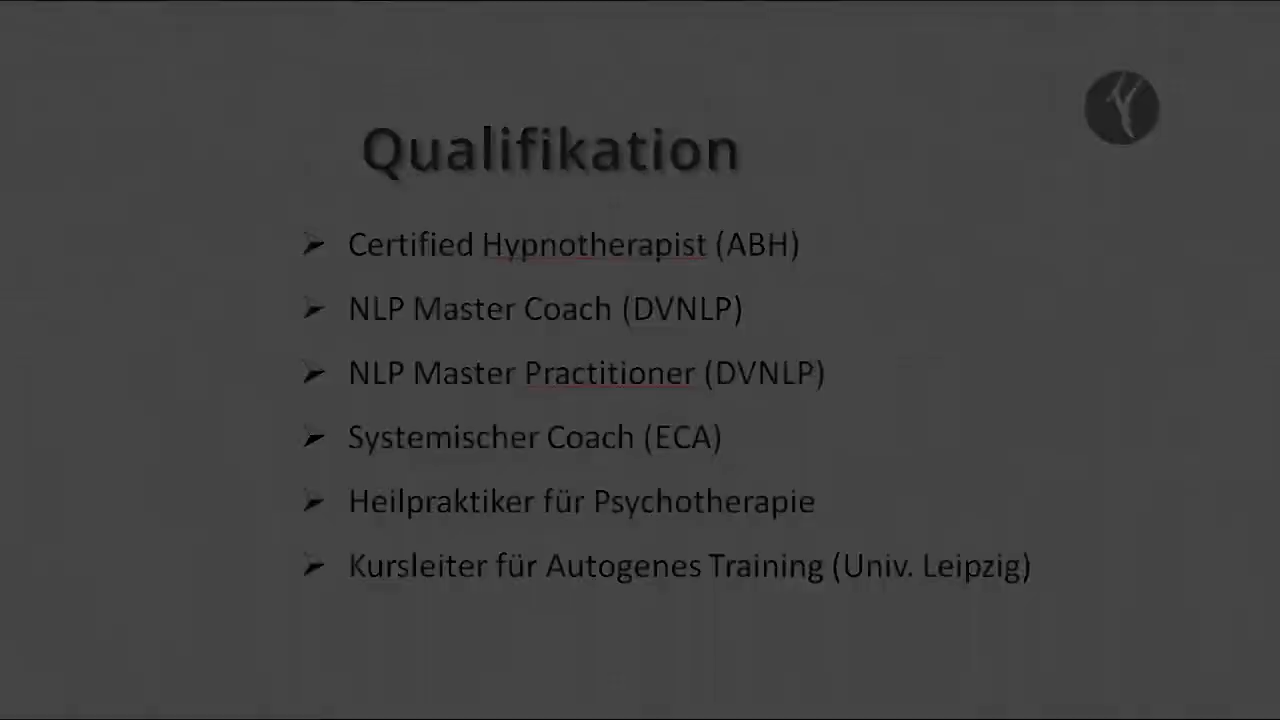 Qualifikation
Certified Hypnotherapist (ABH)
NLP Master Coach (DVNLP)
NLP Master Practitioner (DVNLP)
Systemischer Coach (ECA)
Heilpraktiker für Psychotherapie
Kursleiter für Autogenes Training (Univ. Leipzig)